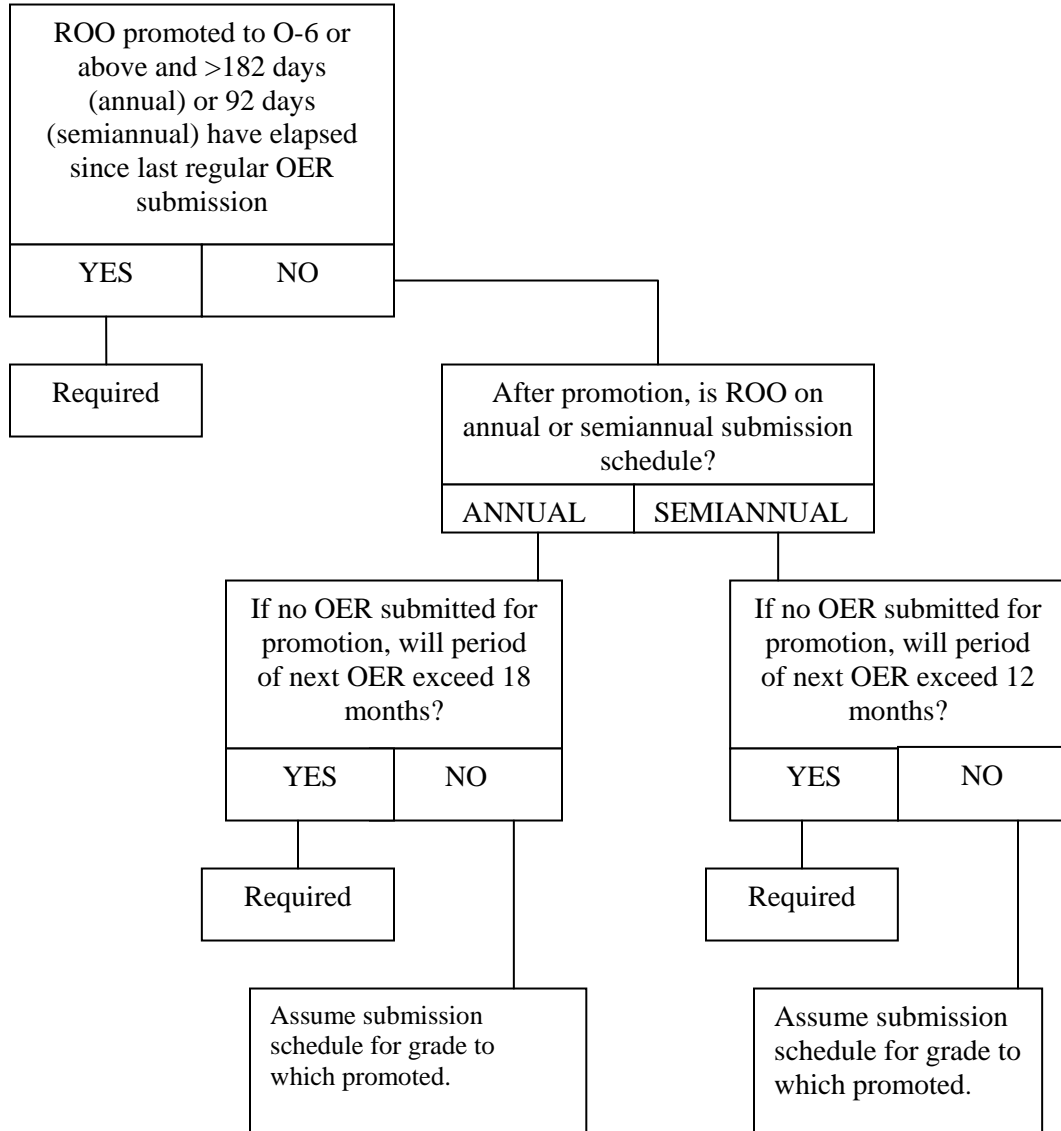 ROO promoted to O-6 or
above and >182 days
(annual) or 92 days
(semiannual) have elapsed
since last regular OER
submission
YES
NO
Required
After promotion, is ROO on
annual or semiannual submission
schedule?
ANNUAL
SEMIANNUAL
If no OER submitted for
promotion, will period
of next OER exceed 18
months?
YES
NO
If no OER submitted for
promotion, will period
of next OER exceed 12
months?
YES
NO
Required
Required
Assume submission
schedule for grade to
which promoted.
Assume submission
schedule for grade to
which promoted.